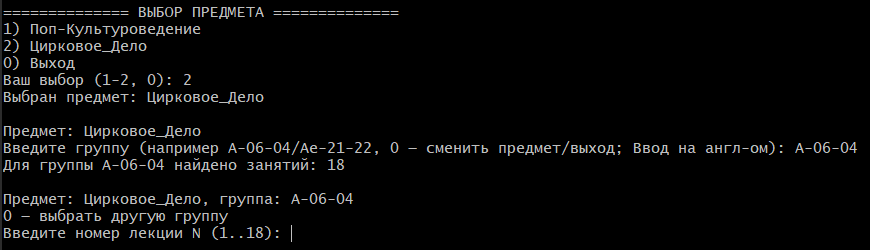 ============== ВЫБОР ПРЕДМЕТА ==============
1) Поп-Культуроведение
2) Цирковое_Дело
0) Выход
Ваш выбор (1-2, 0): 2
Выбран предмет: Цирковое_Дело
Предмет: Цирковое_Дело
Введите группу (например A-06-04/Ae-21-22, 0 — сменить предмет/выход; Ввод на англ-ом): A-06-04
Для группы A-06-04 найдено занятий: 18
Предмет: Цирковое_Дело, группа: A-06-04
0 — выбрать другую группу
Введите номер лекции N (1..18):